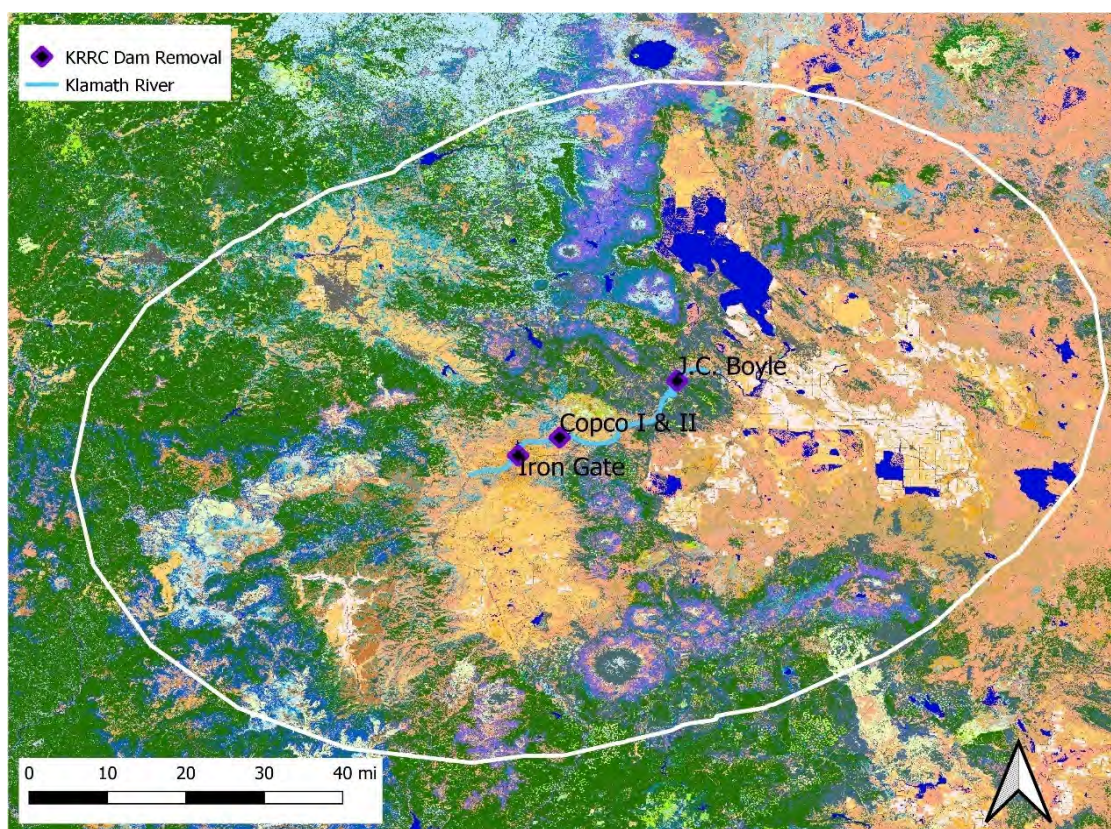 KRRC Dam Removal
Klamath River
J.C. Boyle
Copco I & II
Iron Gate
0 10 20 30 40 mi